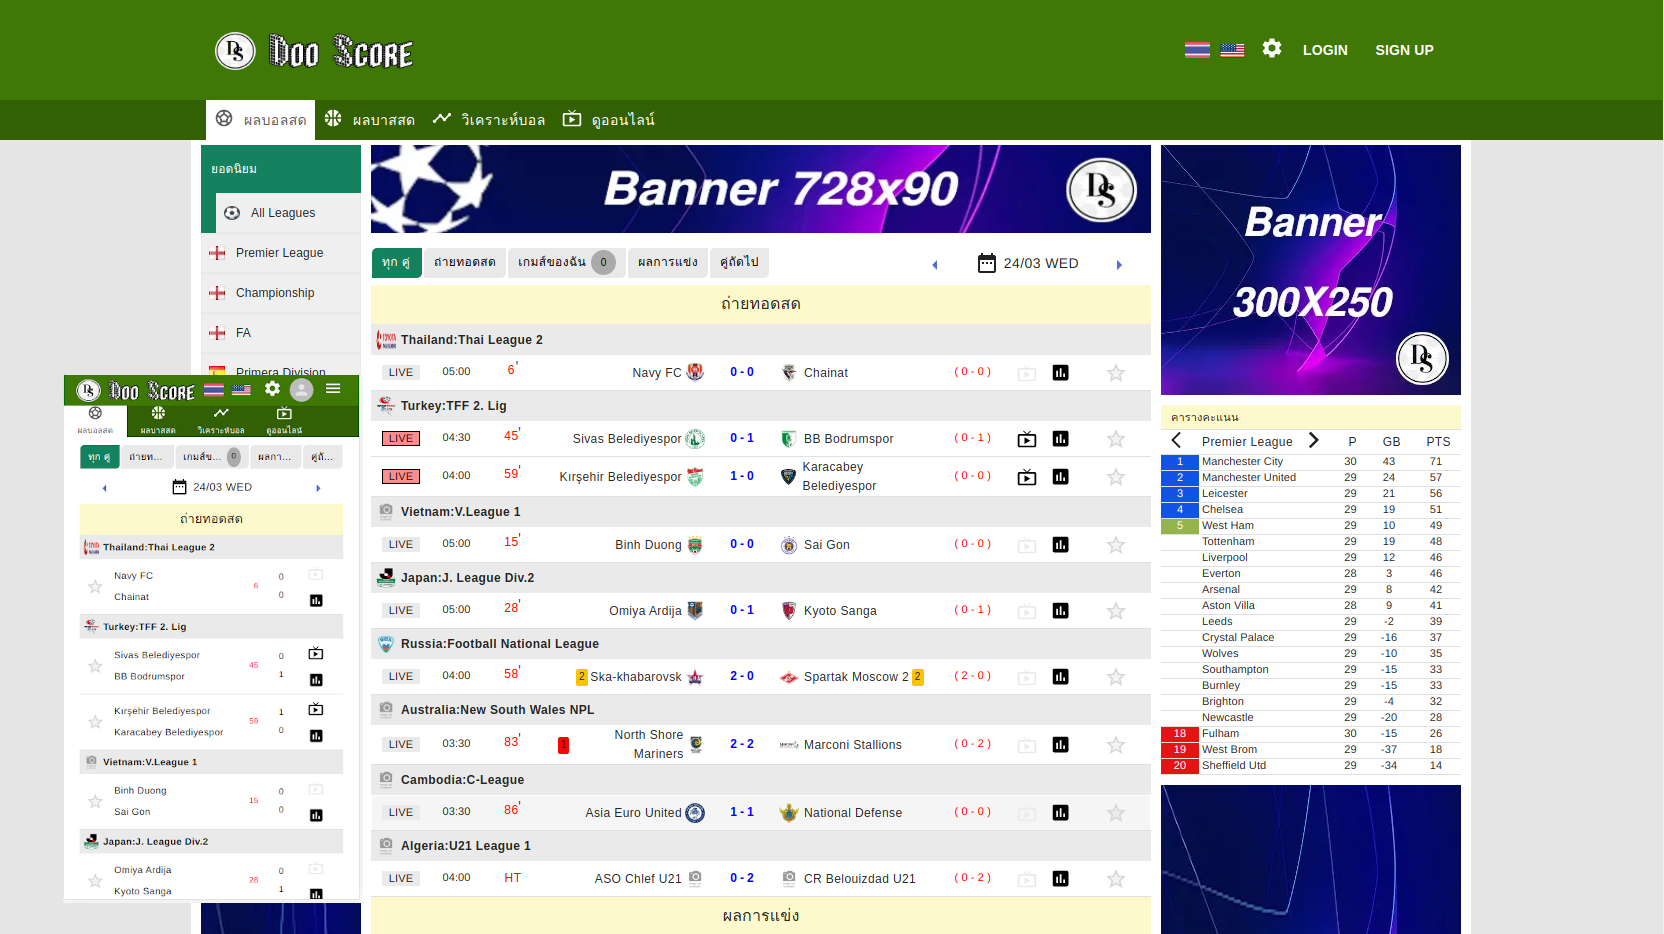 DS DOO SCORE
LOGIN SIGN UP
ผลบอลสด ผลบาสสด วิเคราะห์บอล ดูออนไลน์
ยอดนิยม
All Leagues
Premier League
Championship
FA
Primera Division
Banner 728x90 DS
ทุก คู่ ถ่ายทอดสด เกมส์ของฉัน 0 ผลการแข่ง คู่ถัดไป 24/03 WED
ถ่ายทอดสด
Thailand:Thai League 2
LIVE 05:00 6' Navy FC 0 - 0 Chainat ( 0 - 0 )
Turkey:TFF 2. Lig
LIVE 04:30 45' Sivas Belediyespor 0 - 1 BB Bodrumspor ( 0 - 1 )
LIVE 04:00 59' Kırşehir Belediyespor 1 - 0 Karacabey Belediyespor ( 0 - 0 )
Vietnam:V.League 1
LIVE 05:00 15' Binh Duong 0 - 0 Sai Gon ( 0 - 0 )
Japan:J. League Div.2
LIVE 05:00 28' Omiya Ardija 0 - 1 Kyoto Sanga ( 0 - 1 )
Russia:Football National League
LIVE 04:00 58' 2 Ska-khabarovsk 2 - 0 Spartak Moscow 2 2 ( 2 - 0 )
Australia:New South Wales NPL
LIVE 03:30 83' 1 North Shore Mariners 2 - 2 Marconi Stallions ( 0 - 2 )
Cambodia:C-League
LIVE 03:30 86' Asia Euro United 1 - 1 National Defense ( 0 - 0 )
Algeria:U21 League 1
LIVE 04:00 HT ASO Chlef U21 0 - 2 CR Belouizdad U21 ( 0 - 2 )
ผลการแข่ง
Banner
300X250
DS
ตารางคะแนน
Premier League P GB PTS
1 Manchester City 30 43 71
2 Manchester United 29 24 57
3 Leicester 29 21 56
4 Chelsea 29 19 51
5 West Ham 29 10 49
Tottenham 29 19 48
Liverpool 29 12 46
Everton 28 3 46
Arsenal 29 8 42
Aston Villa 28 9 41
Leeds 29 -2 39
Crystal Palace 29 -16 37
Wolves 29 -10 35
Southampton 29 -15 33
Burnley 29 -15 33
Brighton 29 -4 32
Newcastle 29 -20 28
18 Fulham 30 -15 26
19 West Brom 29 -37 18
20 Sheffield Utd 29 -34 14
DS DOO SCORE
ผลบอลสด ผลบาสสด วิเคราะห์บอล ดูออนไลน์
ทุก คู่ ถ่ายท... เกมส์ข... 0 ผลกา... คู่ถั...
24/03 WED
ถ่ายทอดสด
Thailand:Thai League 2
Navy FC 0
6
Chainat 0
Turkey:TFF 2. Lig
Sivas Belediyespor 0
45
BB Bodrumspor 1
Kırşehir Belediyespor 1
59
Karacabey Belediyespor 0
Vietnam:V.League 1
Binh Duong 0
15
Sai Gon 0
Japan:J. League Div.2
Omiya Ardija 0
28
Kyoto Sanga 1